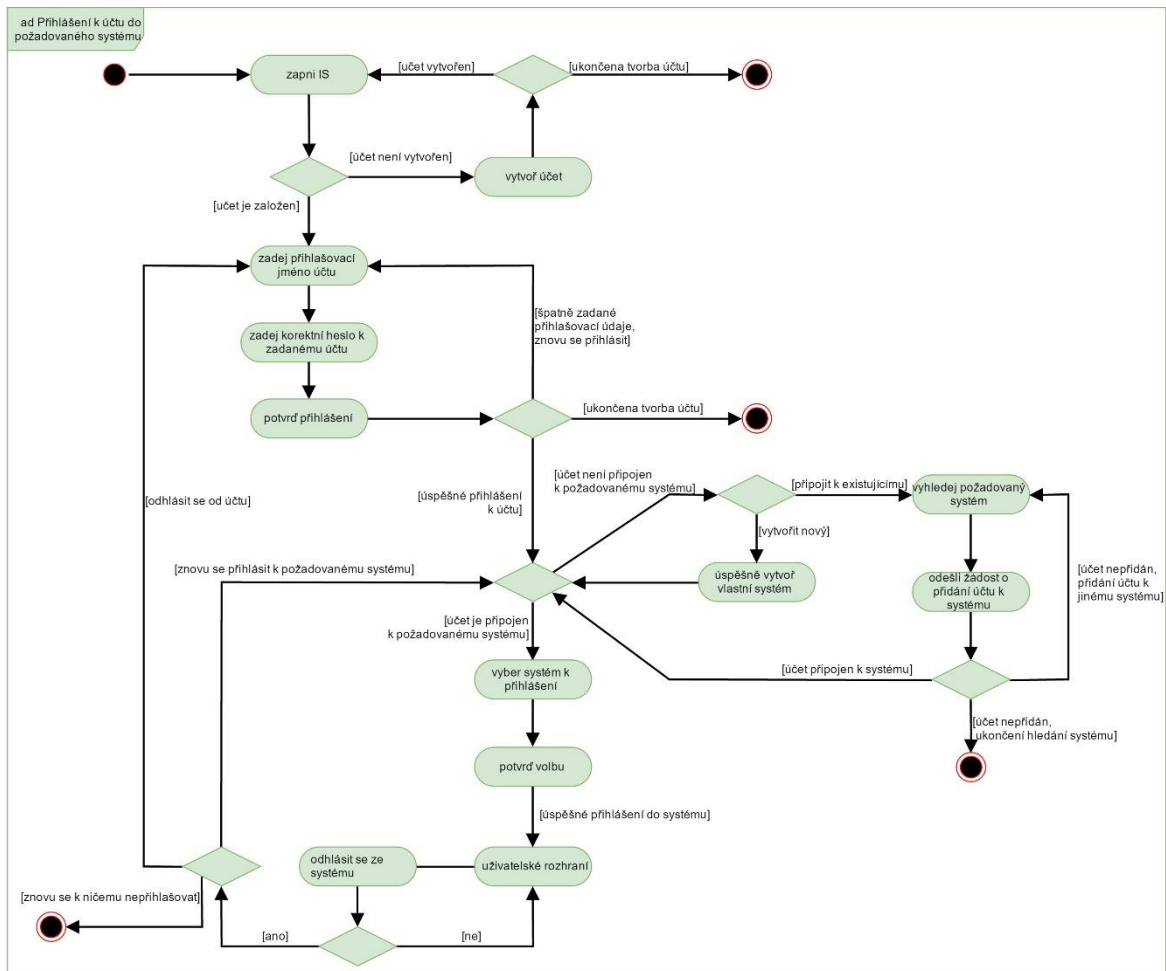 ad Přihlášení k účtu do
požadovaného systému
zapni IS
[učet vytvořen]
[ukončena tvorba účtu]
[účet není vytvořen]
vytvoř účet
[učet je založen]
zadej přihlašovací
jméno účtu
[špatně zadané
přihlašovací údaje,
znovu se přihlásit]
zadej korektní heslo k
zadanému účtu
potvrď přihlášení
[ukončena tvorba účtu]
[odhlásit se od účtu]
[úspěšné přihlášení
k účtu]
[účet není připojen
k požadovanému systému]
[připojit k existujícímu]
vyhledej požadovaný
systém
[vytvořit nový]
[znovu se přihlásit k požadovanému systému]
úspěšně vytvoř
vlastní systém
odešli žádost o
přidání účtu k
systému
[účet nepřidán,
přidání účtu k
jinému systému]
[účet je připojen
k požadovanému systému]
[účet připojen k systému]
vyber systém k
přihlášení
[účet nepřidán,
ukončení hledání systému]
potvrď volbu
[úspěšné přihlášení do systému]
odhlásit se ze
systému
uživatelské rozhraní
[znovu se k ničemu nepřihlašovat]
[ano]
[ne]